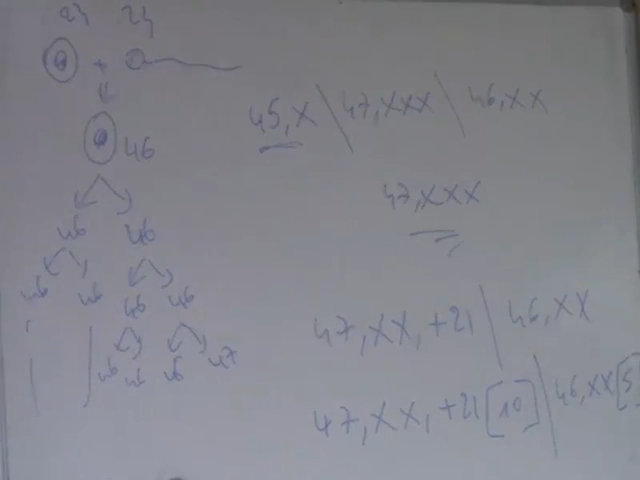 23 23
+
46
46 46
46 46 46 46
46 46 46 47
45,X \ 47,XXX \ 46,XX
47,XXX
47,XX,+21 | 46,XX
47,XX,+21[10] | 46,XX[5]